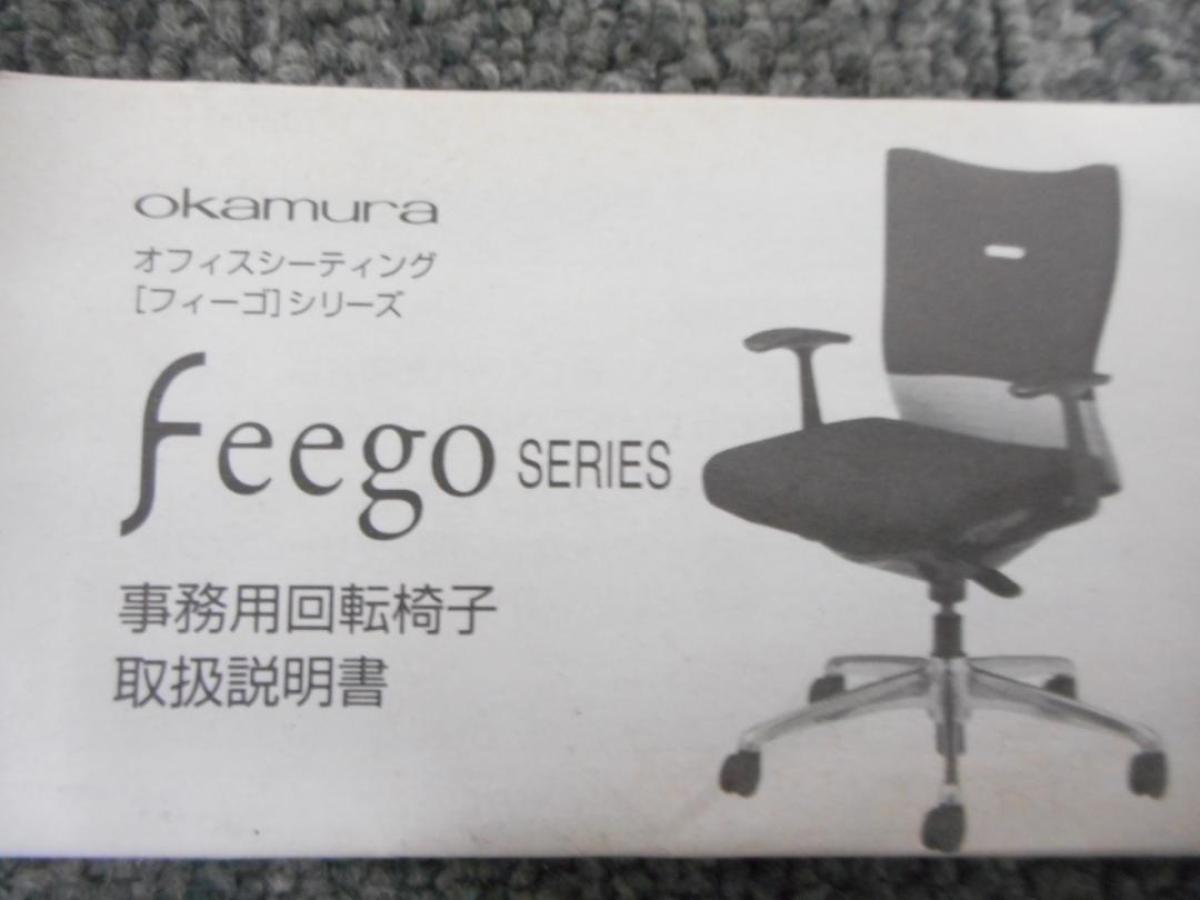 okamura
オフィスシーティング
[フィーゴ]シリーズ
feego SERIES
事務用回転椅子
取扱説明書